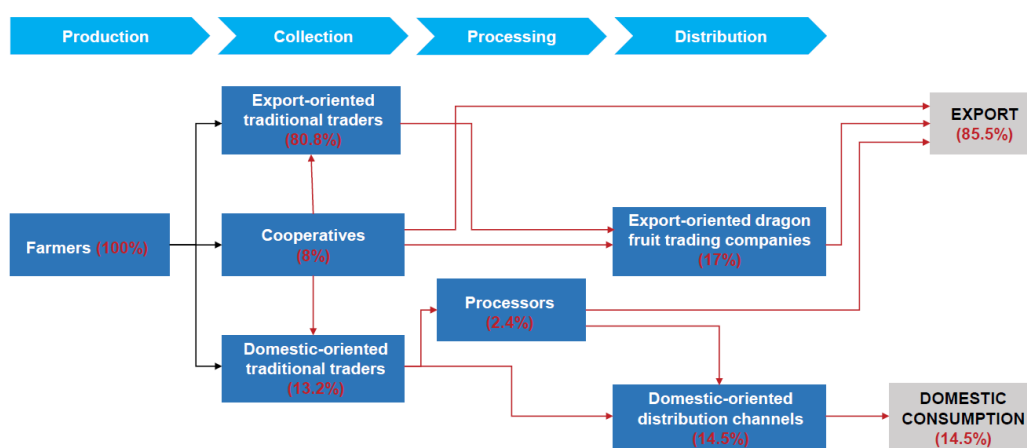 Production
Collection
Processing
Distribution
Export-oriented
traditional traders
(80.8%)
EXPORT
(85.5%)
Farmers (100%)
Cooperatives
(8%)
Export-oriented dragon
fruit trading companies
(17%)
Processors
(2.4%)
Domestic-oriented
traditional traders
(13.2%)
Domestic-oriented
distribution channels
(14.5%)
DOMESTIC
CONSUMPTION
(14.5%)